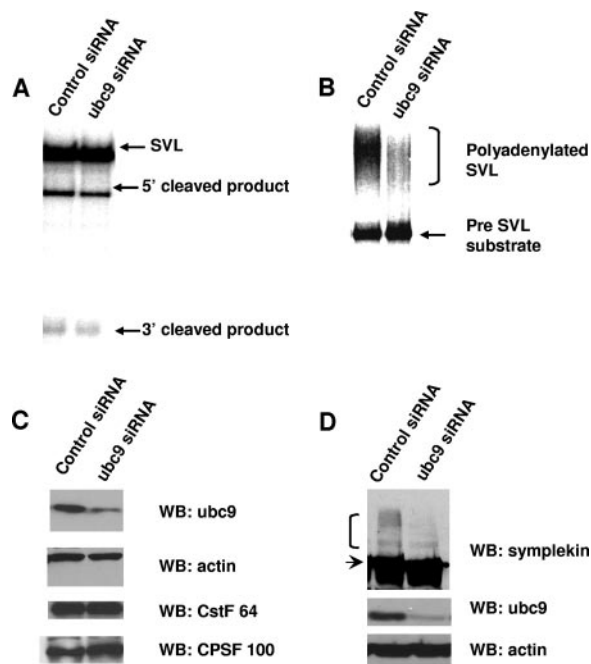 A
Control siRNA
ubc9 siRNA
SVL
5' cleaved product
3' cleaved product
B
Control siRNA
ubc9 siRNA
Polyadenylated
SVL
Pre SVL
substrate
C
Control siRNA
ubc9 siRNA
WB: ubc9
WB: actin
WB: CstF 64
WB: CPSF 100
D
Control siRNA
ubc9 siRNA
WB: symplekin
WB: ubc9
WB: actin